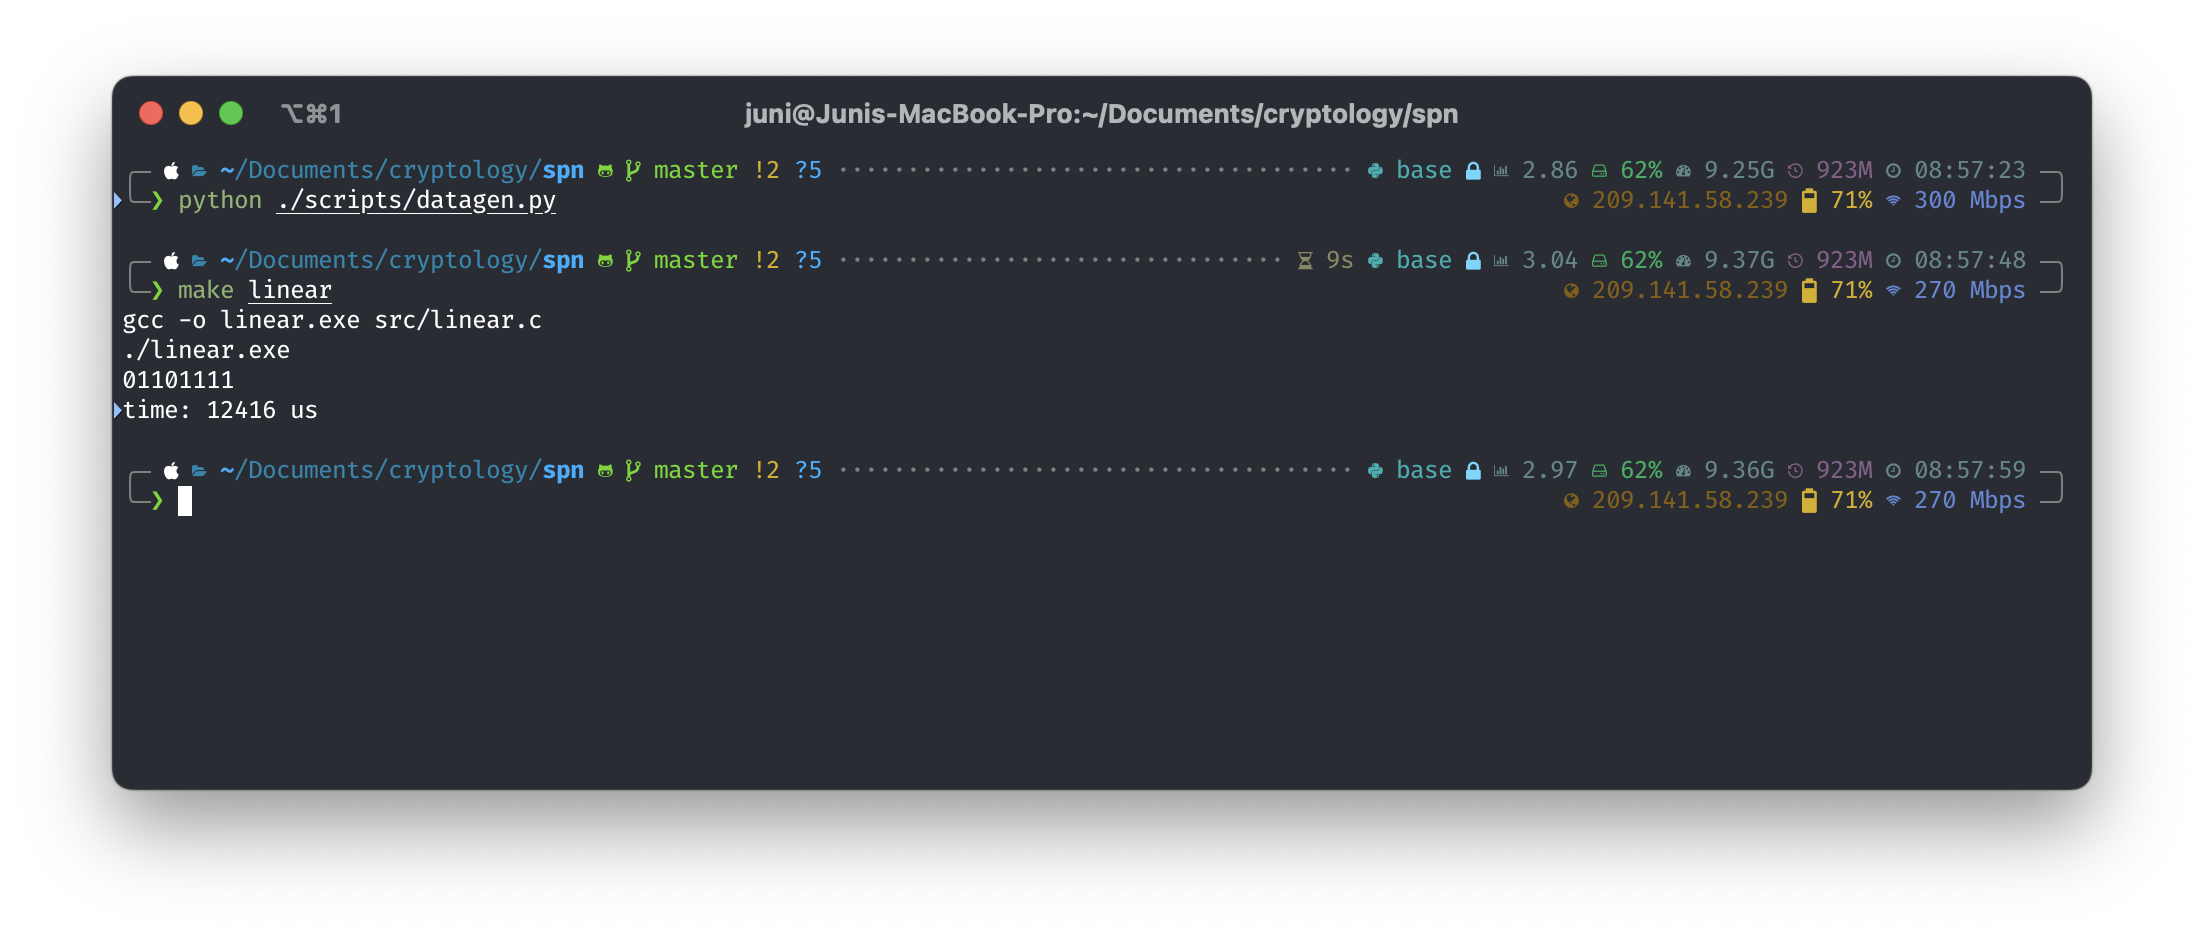 ⌥⌘1 juni@Junis-MacBook-Pro:~/Documents/cryptology/spn
~/Documents/cryptology/spn master !2 ?5 base 2.86 62% 9.25G 923M 08:57:23
❯ python ./scripts/datagen.py 209.141.58.239 71% 300 Mbps
~/Documents/cryptology/spn master !2 ?5 9s base 3.04 62% 9.37G 923M 08:57:48
❯ make linear 209.141.58.239 71% 270 Mbps
gcc -o linear.exe src/linear.c
./linear.exe
01101111
time: 12416 us
~/Documents/cryptology/spn master !2 ?5 base 2.97 62% 9.36G 923M 08:57:59
❯ 209.141.58.239 71% 270 Mbps